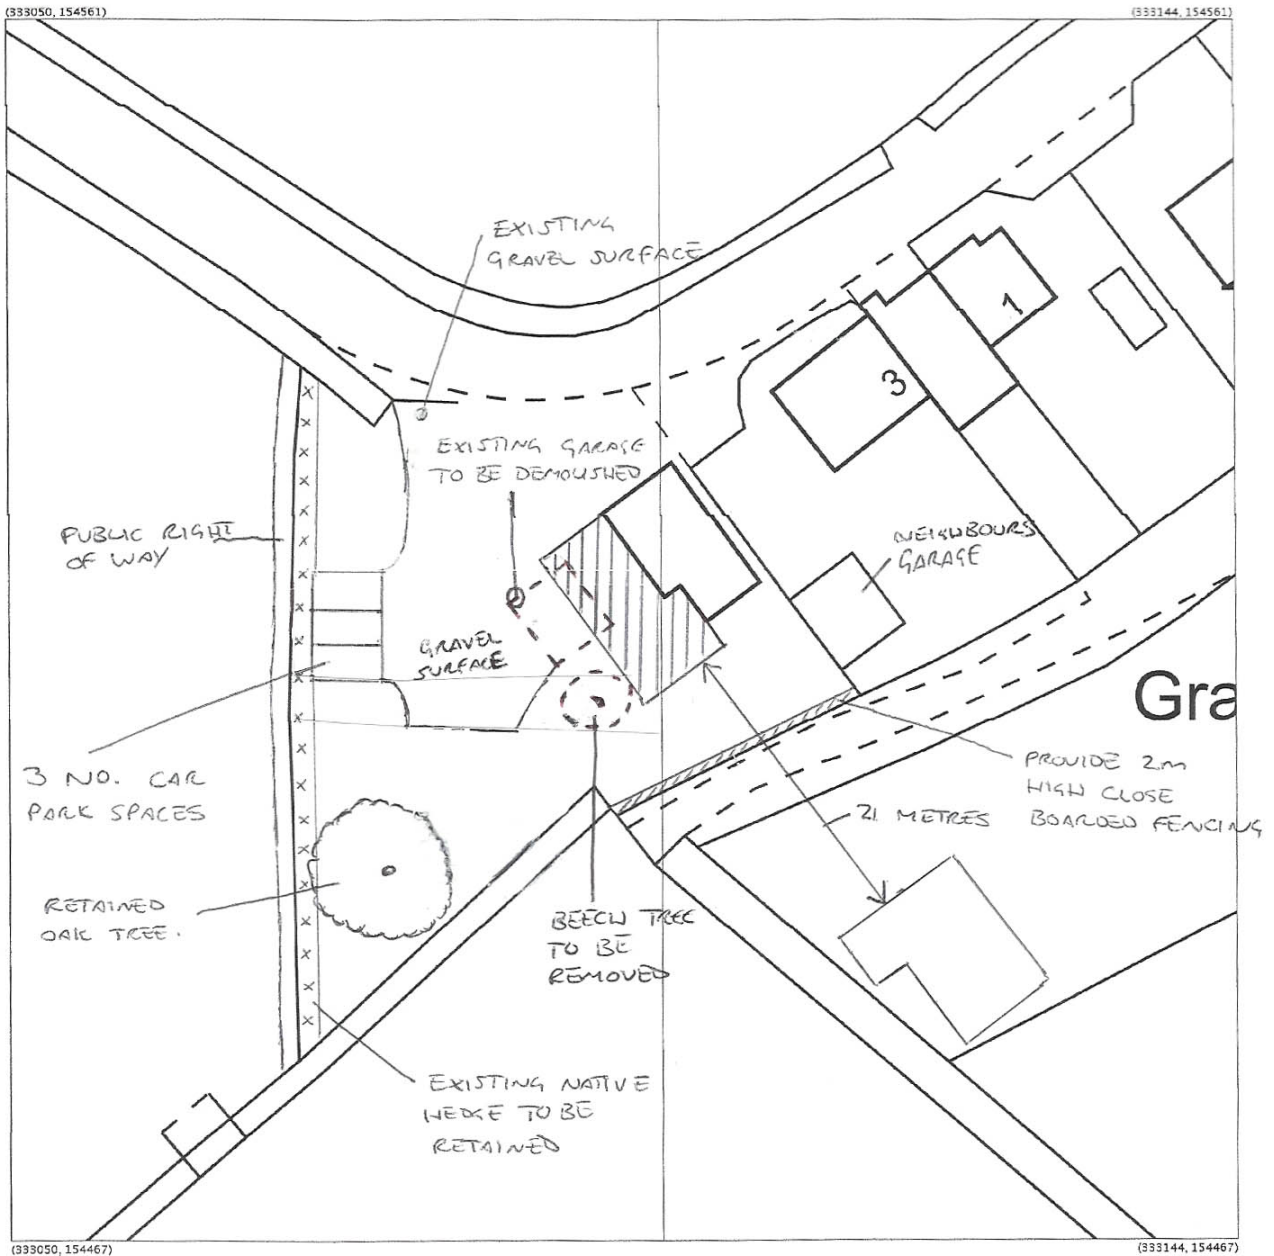 (333050, 154561)
(333144, 154561)
EXISTING
GRAVEL SURFACE
1
3
EXISTING GARAGE
TO BE DEMOLISHED
PUBLIC RIGHT
OF WAY
NEIGHBOURS
GARAGE
GRAVEL
SURFACE
Gra
3 NO. CAR
PARK SPACES
PROVIDE 2m
HIGH CLOSE
BOARDED FENCING
21 METRES
RETAINED
OAK TREE.
BEECH TREE
TO BE
REMOVED
EXISTING NATIVE
HEDGE TO BE
RETAINED
(333050, 154467)
(333144, 154467)